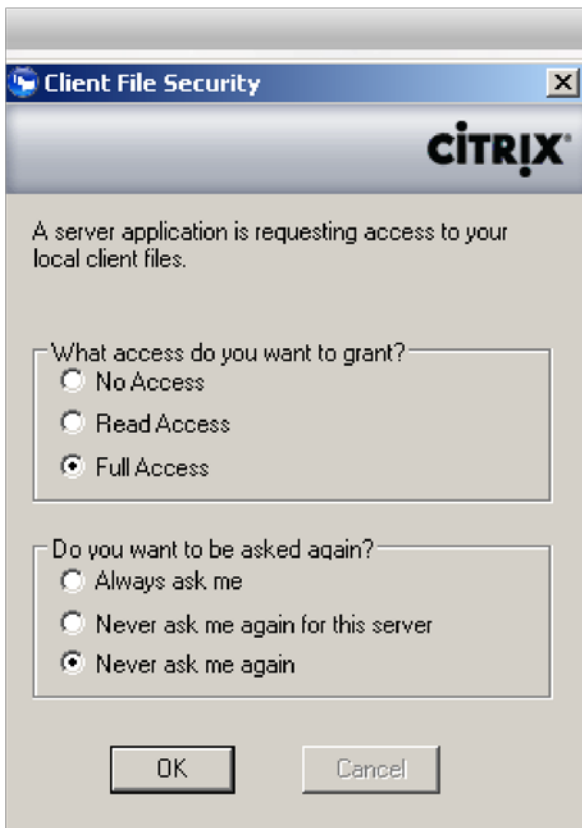 Client File Security
CİTRIX
A server application is requesting access to your
local client files.
What access do you want to grant?
No Access
Read Access
Full Access
Do you want to be asked again?
Always ask me
Never ask me again for this server
Never ask me again
OK
Cancel